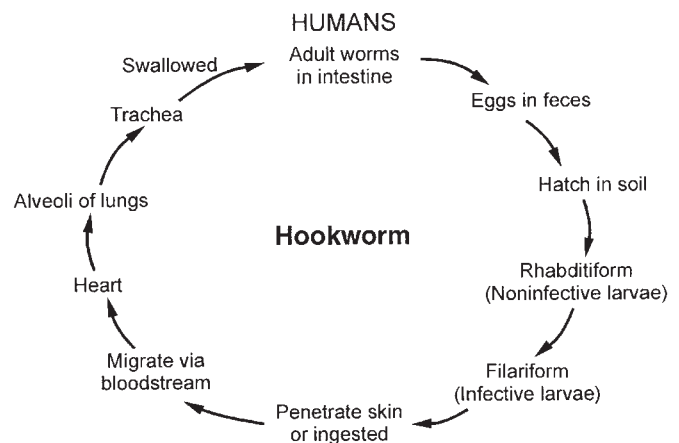 HUMANS
Adult worms
in intestine
Eggs in feces
Hatch in soil
Rhabditiform
(Noninfective larvae)
Filariform
(Infective larvae)
Penetrate skin
or ingested
Migrate via
bloodstream
Heart
Alveoli of lungs
Trachea
Swallowed
Hookworm